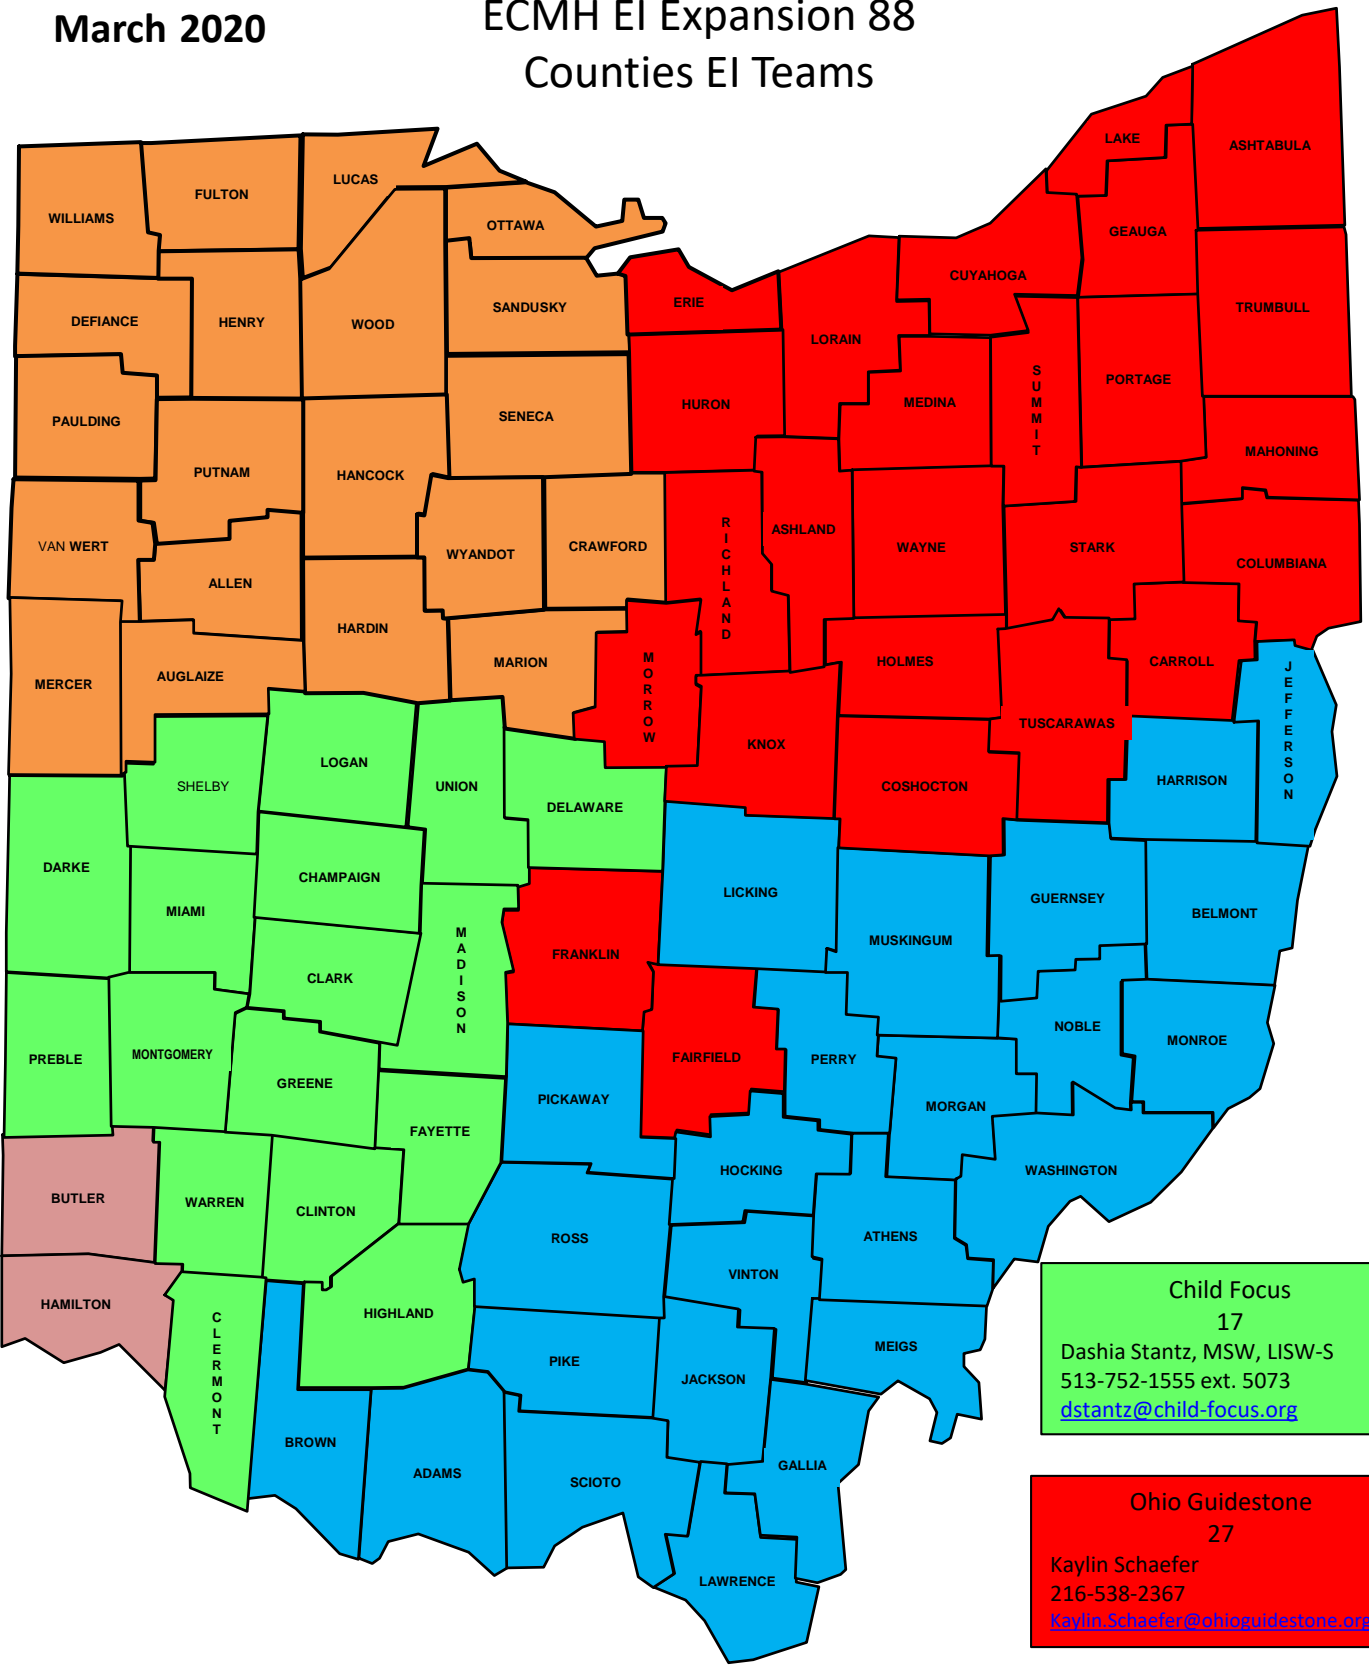 March 2020
ECMH EI Expansion 88
Counties EI Teams
LAKE
ASHTABULA
LUCAS
FULTON
WILLIAMS
OTTAWA
GEAUGA
CUYAHOGA
ERIE
SANDUSKY
TRUMBULL
DEFIANCE
HENRY
WOOD
LORAIN
SUMMIT
PORTAGE
HURON
MEDINA
SENECA
PAULDING
MAHONING
PUTNAM
HANCOCK
RICHLAND
ASHLAND
VAN WERT
WYANDOT
CRAWFORD
WAYNE
STARK
COLUMBIANA
ALLEN
HARDIN
MARION
MORROW
HOLMES
CARROLL
JEFFERSON
MERCER
AUGLAIZE
TUSCARAWAS
KNOX
LOGAN
SHELBY
UNION
DELAWARE
COSHOCTON
HARRISON
DARKE
CHAMPAIGN
LICKING
GUERNSEY
MIAMI
BELMONT
MADISON
MUSKINGUM
FRANKLIN
CLARK
NOBLE
MONROE
PREBLE
MONTGOMERY
FAIRFIELD
PERRY
GREENE
PICKAWAY
MORGAN
FAYETTE
HOCKING
WASHINGTON
BUTLER
WARREN
CLINTON
ROSS
ATHENS
VINTON
HAMILTON
HIGHLAND
CLERMONT
PIKE
MEIGS
JACKSON
BROWN
ADAMS
SCIOTO
GALLIA
LAWRENCE
Child Focus
17
Dashia Stantz, MSW, LISW-S
513-752-1555 ext. 5073
dstantz@child-focus.org
Ohio Guidestone
27
Kaylin Schaefer
216-538-2367
Kaylin.Schaefer@ohioguidestone.org